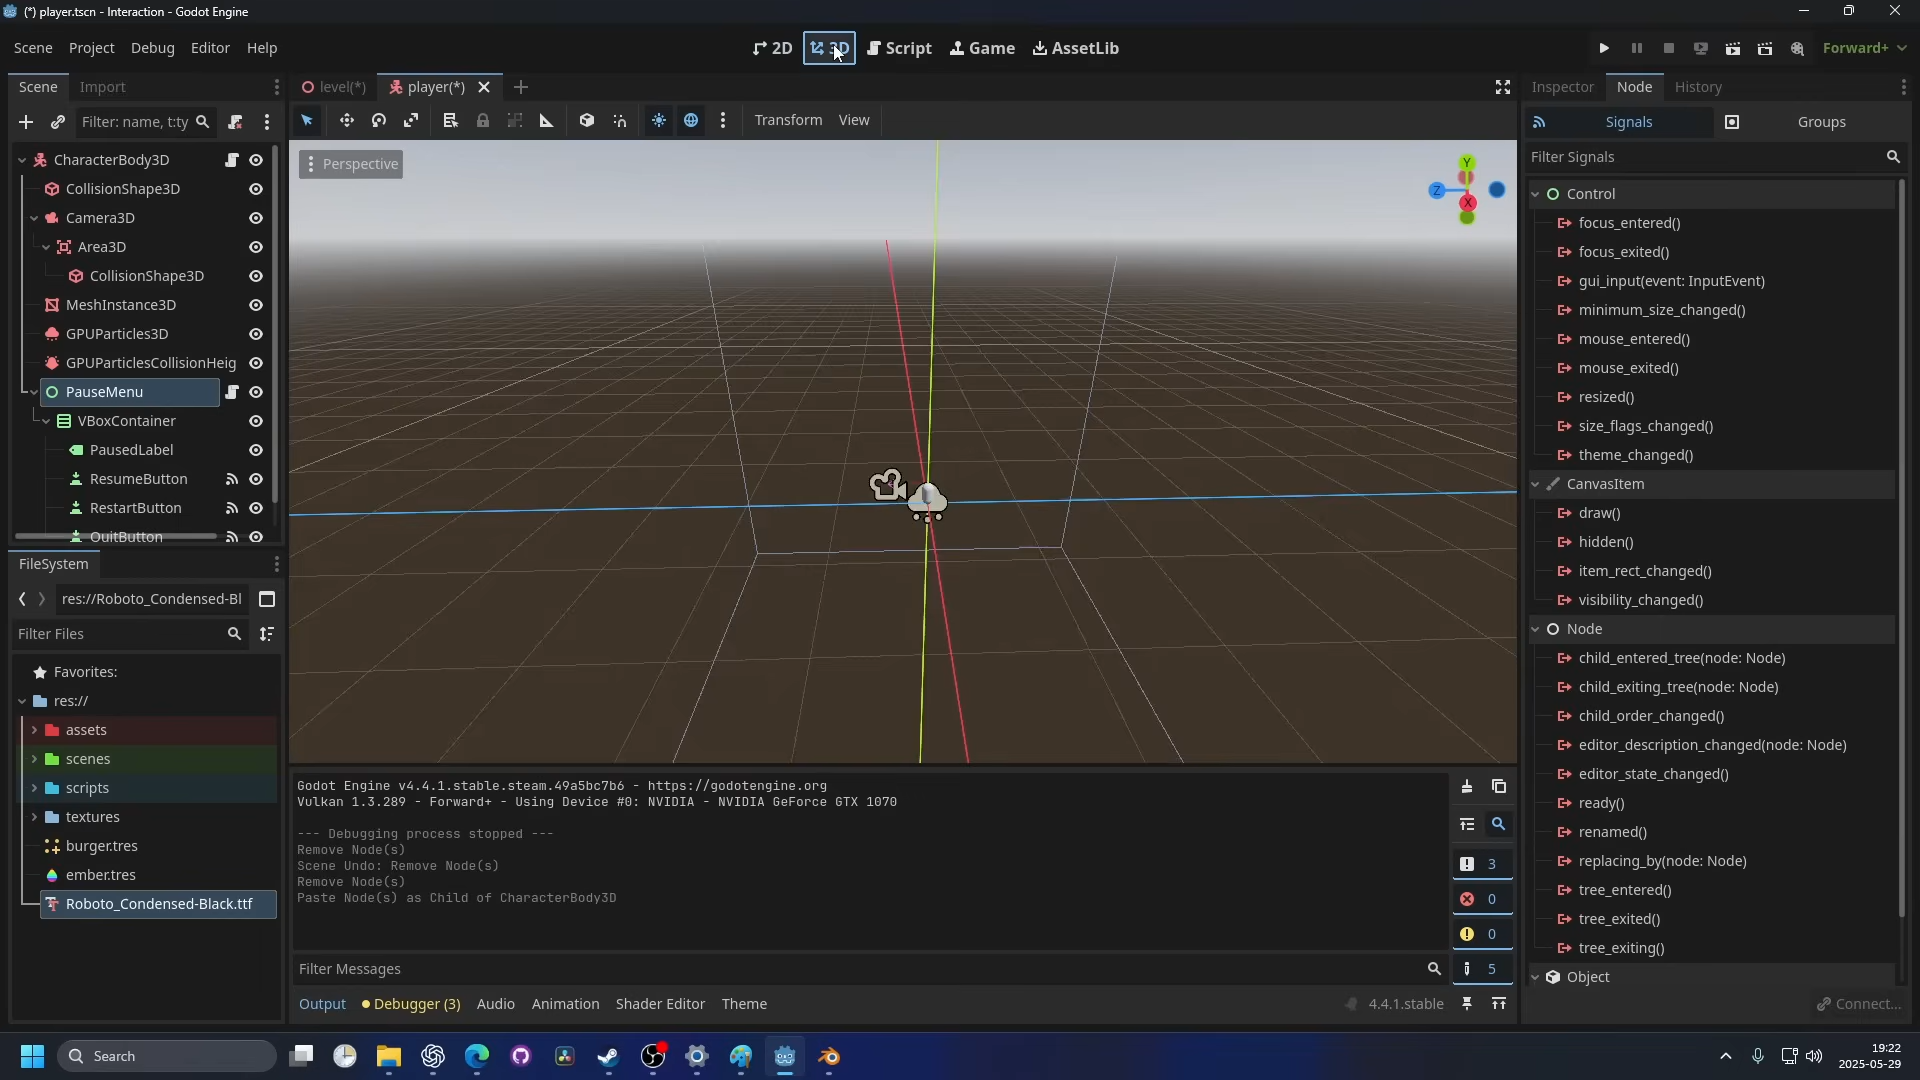 (*) player.tscn - Interaction - Godot Engine
Scene Project Debug Editor Help
2D 3D Script Game AssetLib
Forward+
Scene Import
level(*) player(*)
Inspector Node History
Filter: name, t:ty
Transform View
Signals Groups
Perspective
Y
Z
X
Filter Signals
CharacterBody3D
CollisionShape3D
Camera3D
Area3D
CollisionShape3D
MeshInstance3D
GPUParticles3D
GPUParticlesCollisionHeig
PauseMenu
VBoxContainer
PausedLabel
ResumeButton
RestartButton
QuitButton
Control
focus_entered()
focus_exited()
gui_input(event: InputEvent)
minimum_size_changed()
mouse_entered()
mouse_exited()
resized()
size_flags_changed()
theme_changed()
CanvasItem
draw()
hidden()
item_rect_changed()
visibility_changed()
Node
child_entered_tree(node: Node)
child_exiting_tree(node: Node)
child_order_changed()
editor_description_changed(node: Node)
editor_state_changed()
ready()
renamed()
replacing_by(node: Node)
tree_entered()
tree_exited()
tree_exiting()
Object
Connect...
FileSystem
res://Roboto_Condensed-Bl
Filter Files
Favorites:
res://
assets
scenes
scripts
textures
burger.tres
ember.tres
Roboto_Condensed-Black.ttf
Godot Engine v4.4.1.stable.steam.49a5bc7b6 - https://godotengine.org
Vulkan 1.3.289 - Forward+ - Using Device #0: NVIDIA - NVIDIA GeForce GTX 1070
--- Debugging process stopped ---
Remove Node(s)
Scene Undo: Remove Node(s)
Remove Node(s)
Paste Node(s) as Child of CharacterBody3D
3
0
0
5
Filter Messages
Output Debugger (3) Audio Animation Shader Editor Theme
4.4.1.stable
Search
19:22
2025-05-29